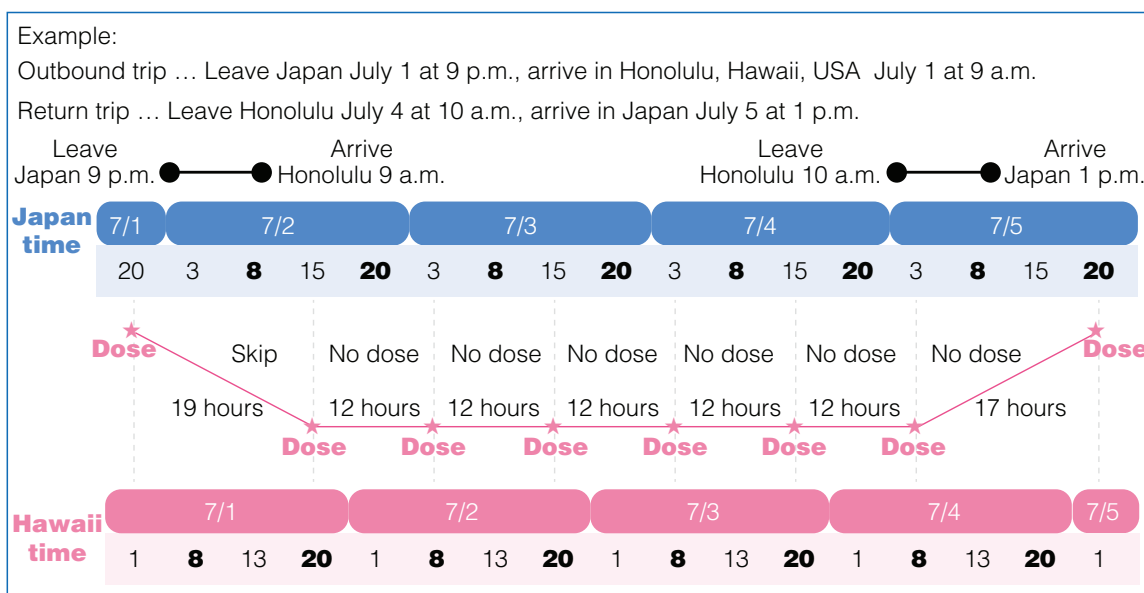 Example:
Outbound trip … Leave Japan July 1 at 9 p.m., arrive in Honolulu, Hawaii, USA July 1 at 9 a.m.
Return trip … Leave Honolulu July 4 at 10 a.m., arrive in Japan July 5 at 1 p.m.
Leave Arrive Leave Arrive
Japan 9 p.m. Honolulu 9 a.m. Honolulu 10 a.m. Japan 1 p.m.
Japan time
7/1 7/2 7/3 7/4 7/5
20 3 8 15 20 3 8 15 20 3 8 15 20 3 8 15 20
Dose Skip No dose No dose No dose No dose No dose No dose Dose
19 hours 12 hours 12 hours 12 hours 12 hours 12 hours 17 hours
Dose Dose Dose Dose Dose Dose
Hawaii time
7/1 7/2 7/3 7/4 7/5
1 8 13 20 1 8 13 20 1 8 13 20 1 8 13 20 1